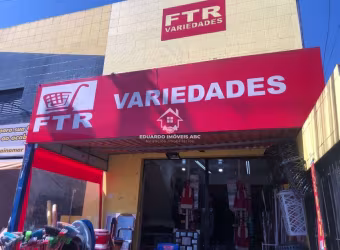 FTR
VARIEDADES
FTR
VARIEDADES
EDUARDO IMÓVEIS ABC